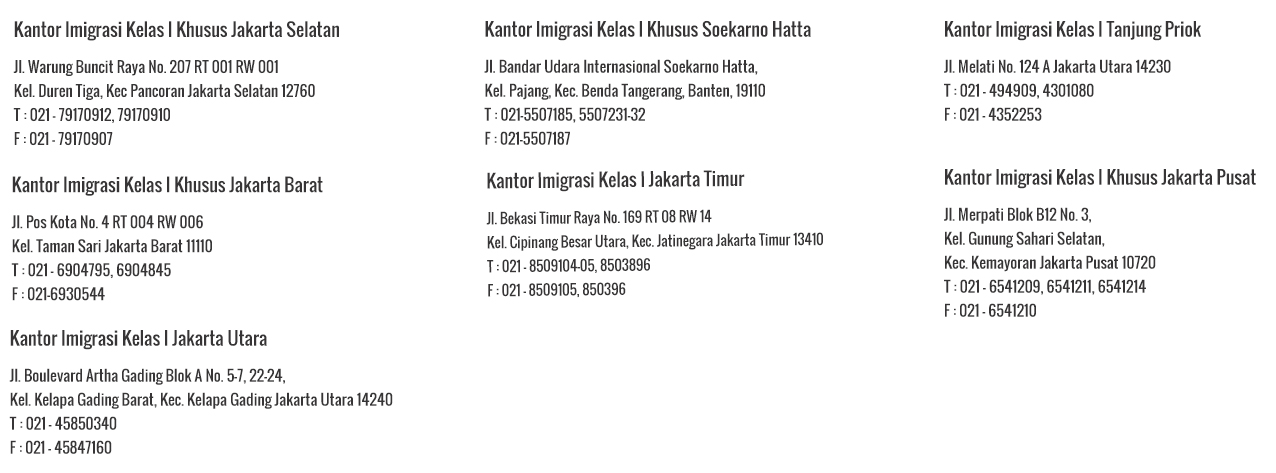 Kantor Imigrasi Kelas I Khusus Jakarta Selatan
Jl. Warung Buncit Raya No. 207 RT 001 RW 001
Kel. Duren Tiga, Kec Pancoran Jakarta Selatan 12760
T : 021 - 79170912, 79170910
F : 021 - 79170907
Kantor Imigrasi Kelas I Khusus Soekarno Hatta
Jl. Bandar Udara Internasional Soekarno Hatta,
Kel. Pajang, Kec. Benda Tangerang, Banten, 19110
T : 021-5507185, 5507231-32
F : 021-5507187
Kantor Imigrasi Kelas I Tanjung Priok
Jl. Melati No. 124 A Jakarta Utara 14230
T : 021 - 494909, 4301080
F : 021 - 4352253
Kantor Imigrasi Kelas I Khusus Jakarta Barat
Jl. Pos Kota No. 4 RT 004 RW 006
Kel. Taman Sari Jakarta Barat 11110
T : 021 - 6904795, 6904845
F : 021-6930544
Kantor Imigrasi Kelas I Jakarta Timur
Jl. Bekasi Timur Raya No. 169 RT 08 RW 14
Kel. Cipinang Besar Utara, Kec. Jatinegara Jakarta Timur 13410
T : 021 - 8509104-05, 8503896
F : 021 - 8509105, 850396
Kantor Imigrasi Kelas I Khusus Jakarta Pusat
Jl. Merpati Blok B12 No. 3,
Kel. Gunung Sahari Selatan,
Kec. Kemayoran Jakarta Pusat 10720
T : 021 - 6541209, 6541211, 6541214
F : 021 - 6541210
Kantor Imigrasi Kelas I Jakarta Utara
Jl. Boulevard Artha Gading Blok A No. 5-7, 22-24,
Kel. Kelapa Gading Barat, Kec. Kelapa Gading Jakarta Utara 14240
T : 021 - 45850340
F : 021 - 45847160